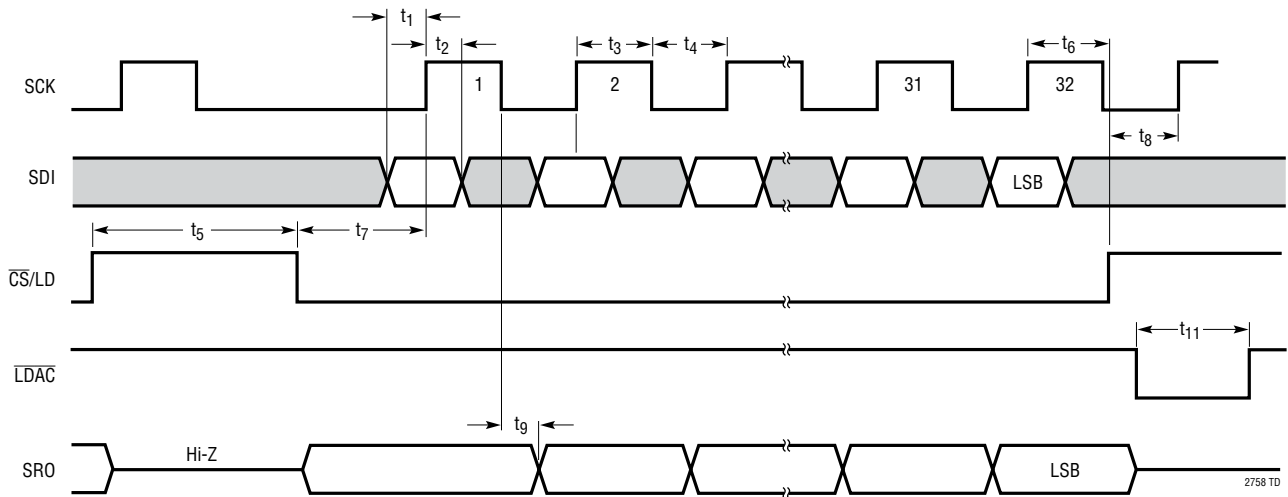 t1
t2
t3
t4
t6
SCK
1
2
31
32
t8
SDI
LSB
t5
t7
CS/LD
t11
LDAC
t9
SRO
Hi-Z
LSB
2758 TD